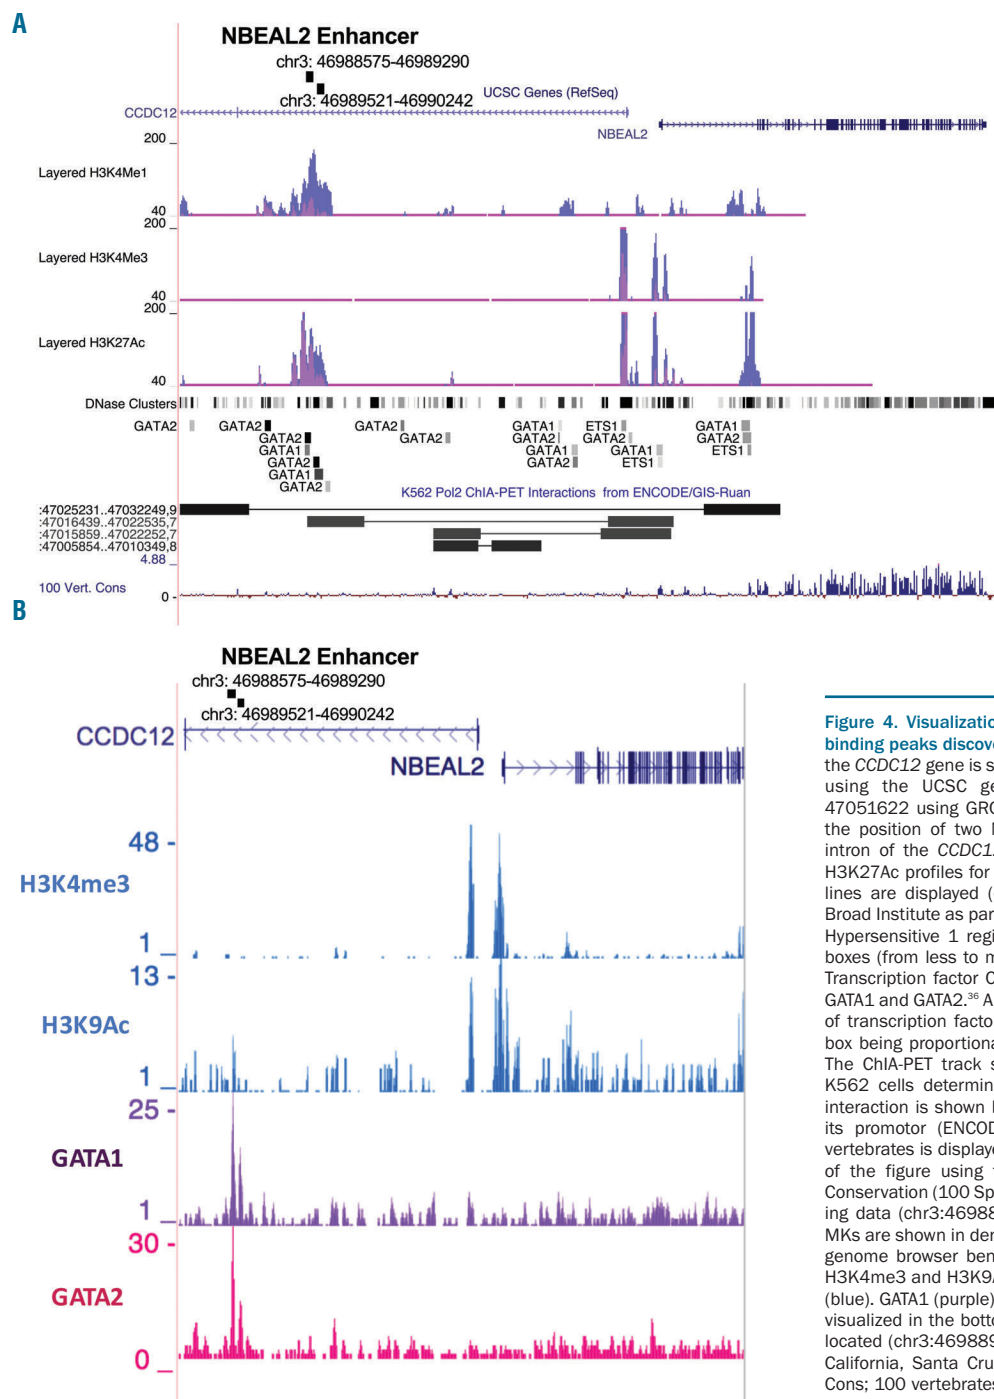 A
NBEAL2 Enhancer
chr3: 46988575-46989290
chr3: 46989521-46990242
UCSC Genes (RefSeq)
CCDC12
NBEAL2
200
Layered H3K4Me1
40
200
Layered H3K4Me3
40
200
Layered H3K27Ac
40
DNase Clusters
GATA2 GATA2 GATA2 GATA1 ETS1 GATA1
GATA2 GATA2 GATA2 GATA2 GATA2
GATA1 GATA1 GATA1 ETS1
GATA2 GATA2 ETS1
GATA1
GATA2
K562 Pol2 ChIA-PET Interactions from ENCODE/GIS-Ruan
:47025231..47032249,9
:47016439..47022535,7
:47015859..47022252,7
:47005854..47010349,8
4.88
100 Vert. Cons
0 -
B
NBEAL2 Enhancer
chr3: 46988575-46989290
chr3: 46989521-46990242
CCDC12
NBEAL2
48 -
H3K4me3
1
13 -
H3K9Ac
1
25 -
GATA1
1
30 -
GATA2
0
Figure 4. Visualizatio
binding peaks discove
the CCDC12 gene is s
using the UCSC ge
47051622 using GRC
the position of two
intron of the CCDC1
H3K27Ac profiles for
lines are displayed (
Broad Institute as par
Hypersensitive 1 regi
boxes (from less to m
Transcription factor C
GATA1 and GATA2.36 A
of transcription facto
box being proportiona
The ChIA-PET track s
K562 cells determin
interaction is shown
its promotor (ENCOD
vertebrates is displaye
of the figure using
Conservation (100 Sp
ing data (chr3:46988
MKs are shown in der
genome browser ben
H3K4me3 and H3K9A
(blue). GATA1 (purple)
visualized in the botto
located (chr3:469889
California, Santa Cru
Cons; 100 vertebrates